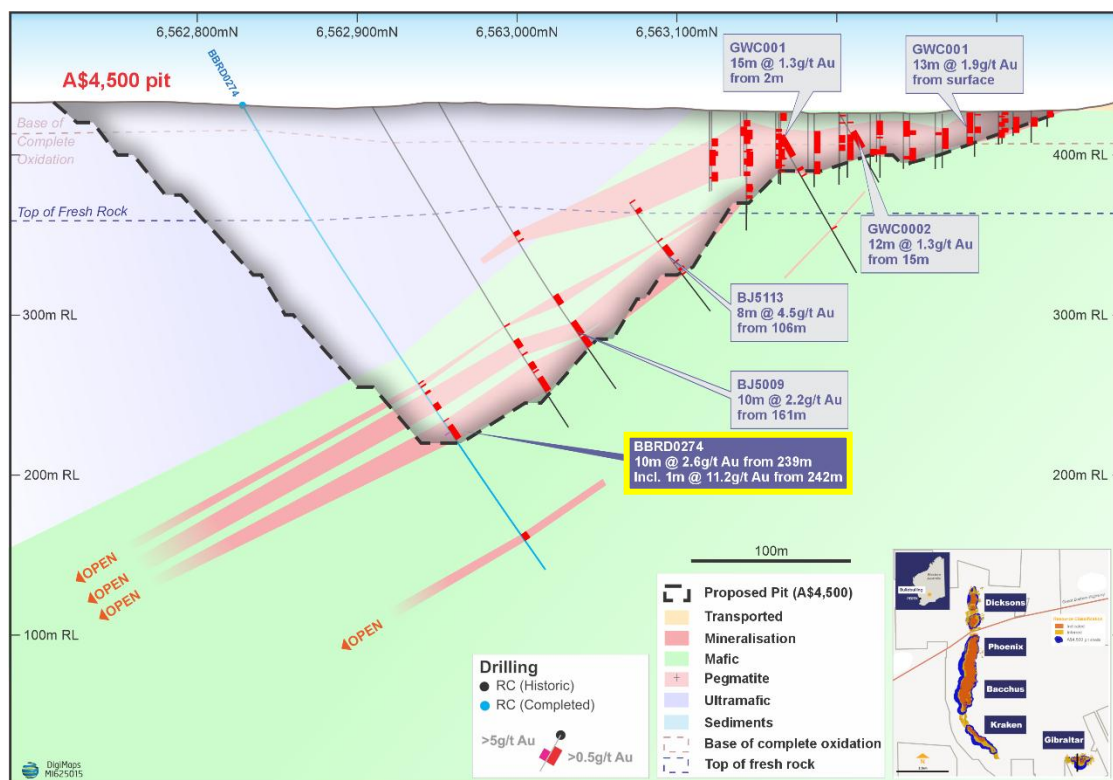 6,562,800mN
6,562,900mN
6,563,000mN
6,563,100mN
BBRD0274
A$4,500 pit
GWC001
15m @ 1.3g/t Au
from 2m
GWC001
13m @ 1.9g/t Au
from surface
Base of
Complete
Oxidation
400m RL
Top of Fresh Rock
GWC0002
12m @ 1.3g/t Au
from 15m
BJ5113
8m @ 4.5g/t Au
from 106m
300m RL
300m RL
BJ5009
10m @ 2.2g/t Au
from 161m
BBRD0274
10m @ 2.6g/t Au from 239m
Incl. 1m @ 11.2g/t Au from 242m
200m RL
200m RL
OPEN
OPEN
OPEN
OPEN
100m RL
100m RL
100m
Proposed Pit (A$4,500)
Transported
Mineralisation
Mafic
Pegmatite
Ultramafic
Sediments
Base of complete oxidation
Top of fresh rock
Drilling
RC (Historic)
RC (Completed)
>5g/t Au
>0.5g/t Au
Dicksons
Phoenix
Bacchus
Kraken
Gibraltar
DigiMaps
MI625015